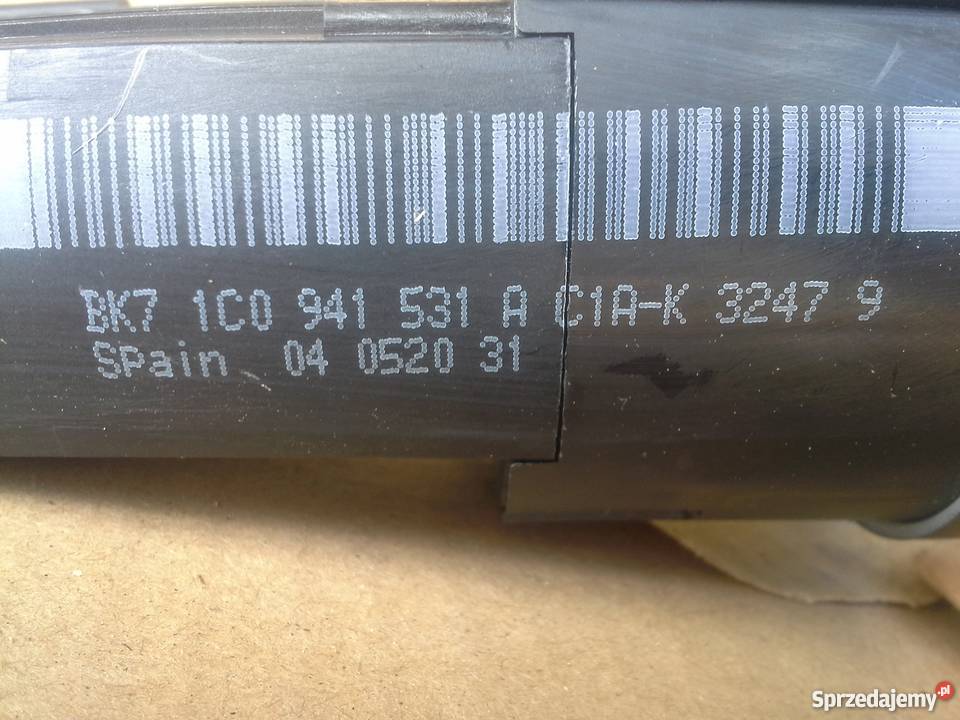 BK7 1C0 941 531 A C1A-K 3247 9
Spain 04 0520 31
Sprzedajemy.pl